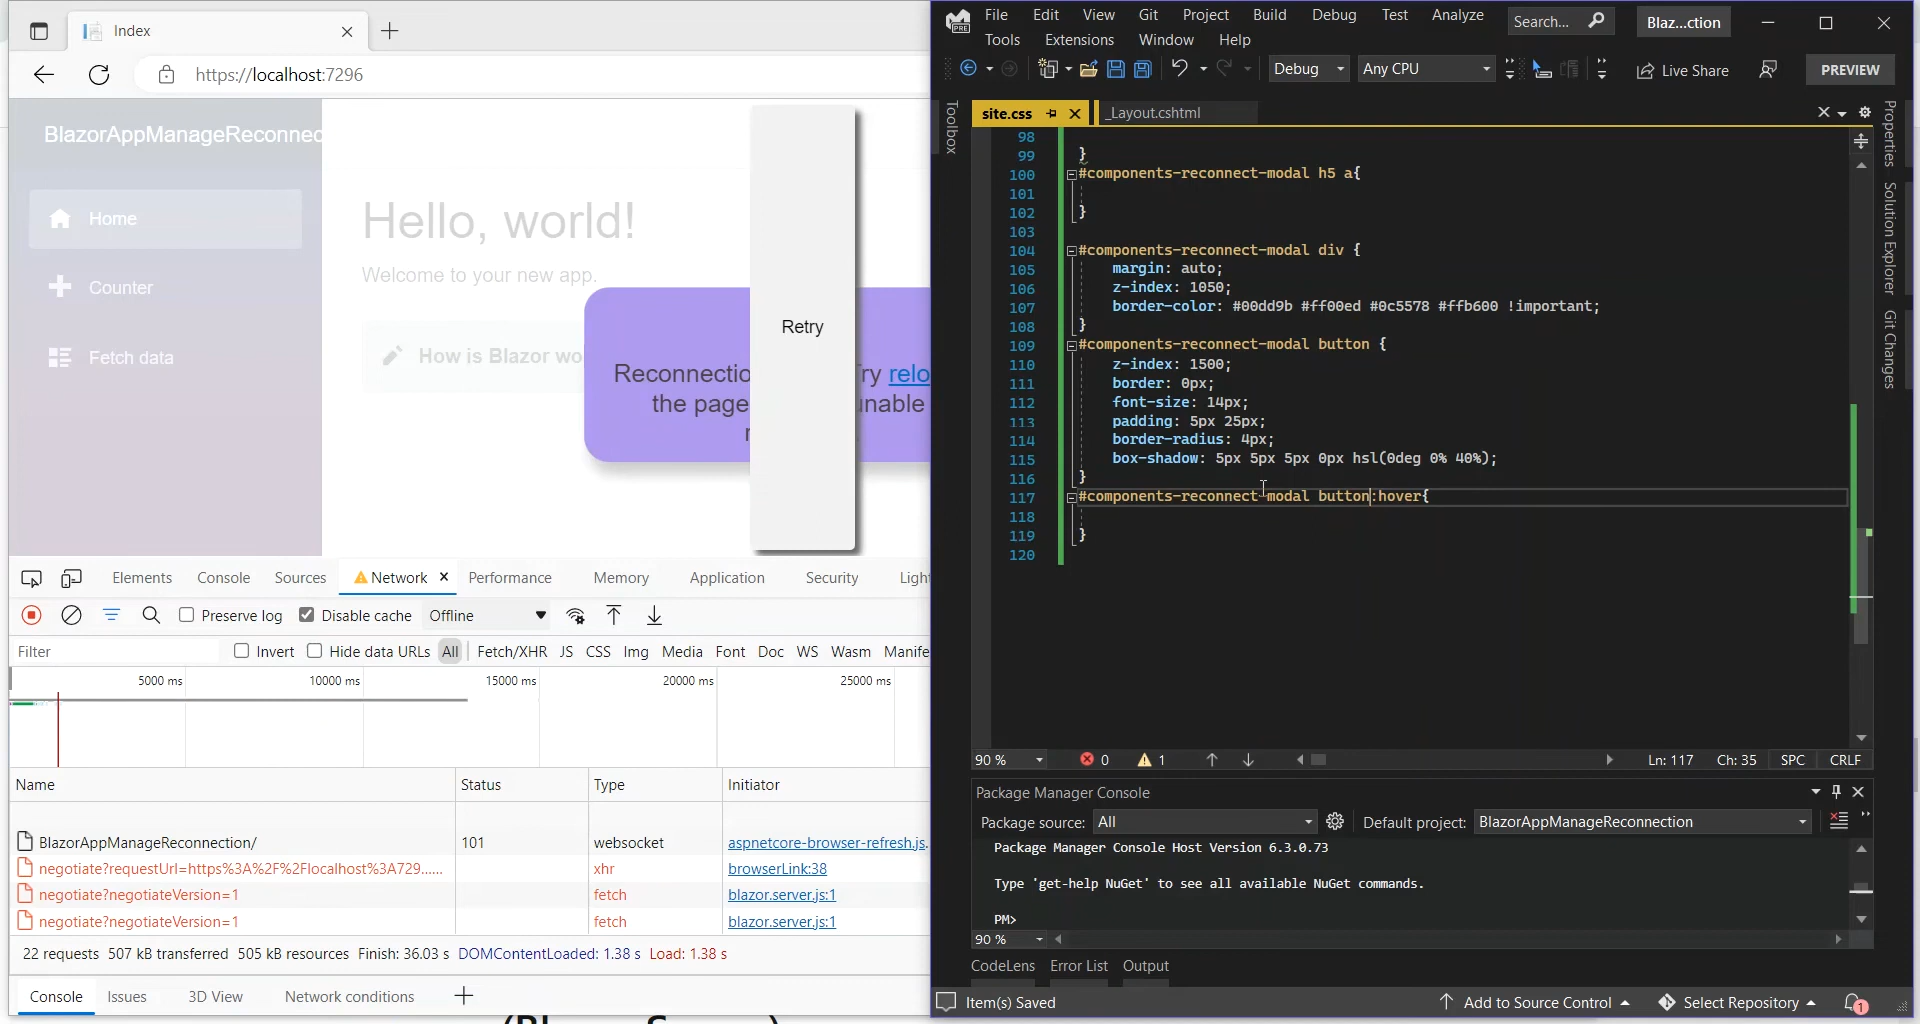 Index
https://localhost:7296
BlazorAppManageReconnec
Home
Counter
Fetch data
Hello, world!
Welcome to your new app.
How is Blazor wo
Reconnectio
ry relo
the page
unable
Retry
Elements Console Sources Network Performance Memory Application Security Ligh
Preserve log Disable cache Offline
Filter Invert Hide data URLs All Fetch/XHR JS CSS Img Media Font Doc WS Wasm Manife
5000 ms 10000 ms 15000 ms 20000 ms 25000 ms
Name Status Type Initiator
BlazorAppManageReconnection/ 101 websocket aspnetcore-browser-refresh.js.
negotiate?requestUrl=https%3A%2F%2Flocalhost%3A729...... xhr browserLink:38
negotiate?negotiateVersion=1 fetch blazor.server.js:1
negotiate?negotiateVersion=1 fetch blazor.server.js:1
22 requests 507 kB transferred 505 kB resources Finish: 36.03 s DOMContentLoaded: 1.38 s Load: 1.38 s
Console Issues 3D View Network conditions
File Edit View Git Project Build Debug Test Analyze
Search... Blaz...ction
Tools Extensions Window Help
Debug Any CPU Live Share PREVIEW
Toolbox
site.css _Layout.cshtml
Properties
Solution Explorer
Git Changes
98
99 }
100 #components-reconnect-modal h5 a{
101
102 }
103
104 #components-reconnect-modal div {
105 margin: auto;
106 z-index: 1050;
107 border-color: #00dd9b #ff00ed #0c5578 #ffb600 !important;
108 }
109 #components-reconnect-modal button {
110 z-index: 1500;
111 border: 0px;
112 font-size: 14px;
113 padding: 5px 25px;
114 border-radius: 4px;
115 box-shadow: 5px 5px 5px 0px hsl(0deg 0% 40%);
116 }
117 #components-reconnect-modal button:hover{
118
119 }
120
90 % 0 1 Ln: 117 Ch: 35 SPC CRLF
Package Manager Console
Package source: All Default project: BlazorAppManageReconnection
Package Manager Console Host Version 6.3.0.73
Type 'get-help NuGet' to see all available NuGet commands.
PM>
90 %
CodeLens Error List Output
Item(s) Saved Add to Source Control Select Repository 1